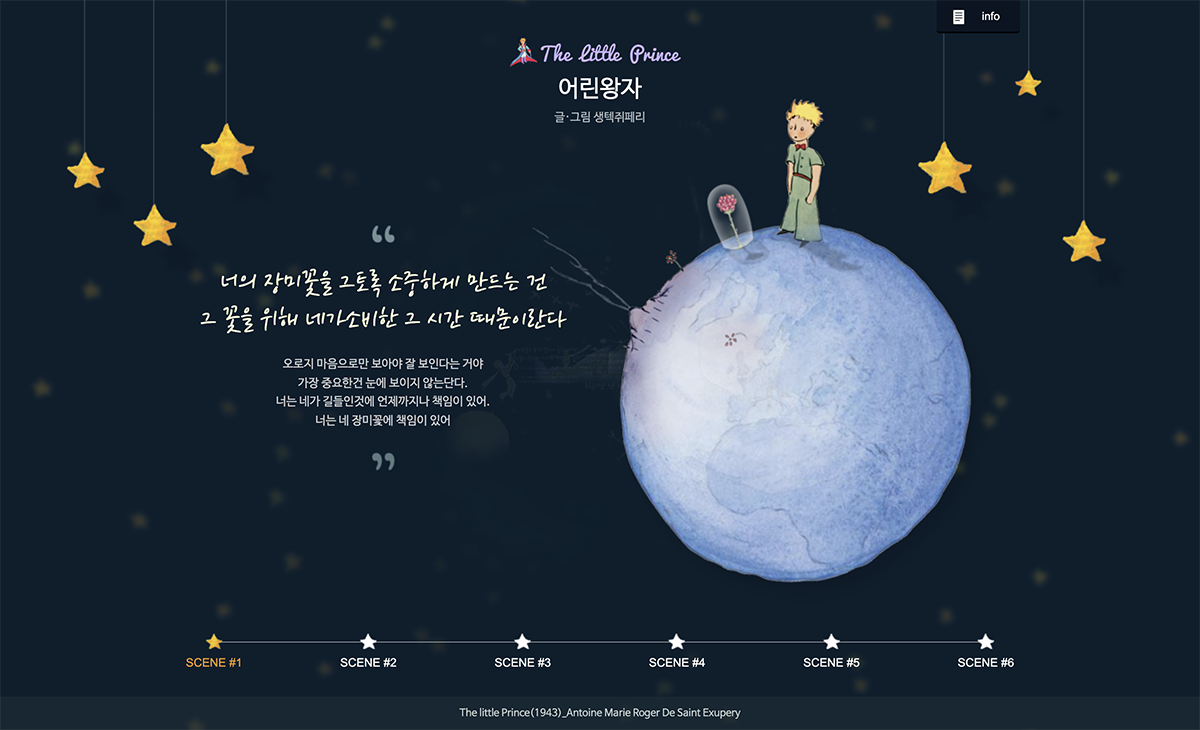 info
The Little Prince
어린왕자
글·그림 생텍쥐페리
“
너의 장미꽃을 그토록 소중하게 만드는 건
그 꽃을 위해 네가소비한 그 시간 때문이란다
오로지 마음으로만 보아야 잘 보인다는 거야
가장 중요한건 눈에 보이지 않는단다.
너는 네가 길들인것에 언제까지나 책임이 있어.
너는 네 장미꽃에 책임이 있어
”
SCENE #1 SCENE #2 SCENE #3 SCENE #4 SCENE #5 SCENE #6
The little Prince(1943)_Antoine Marie Roger De Saint Exupery